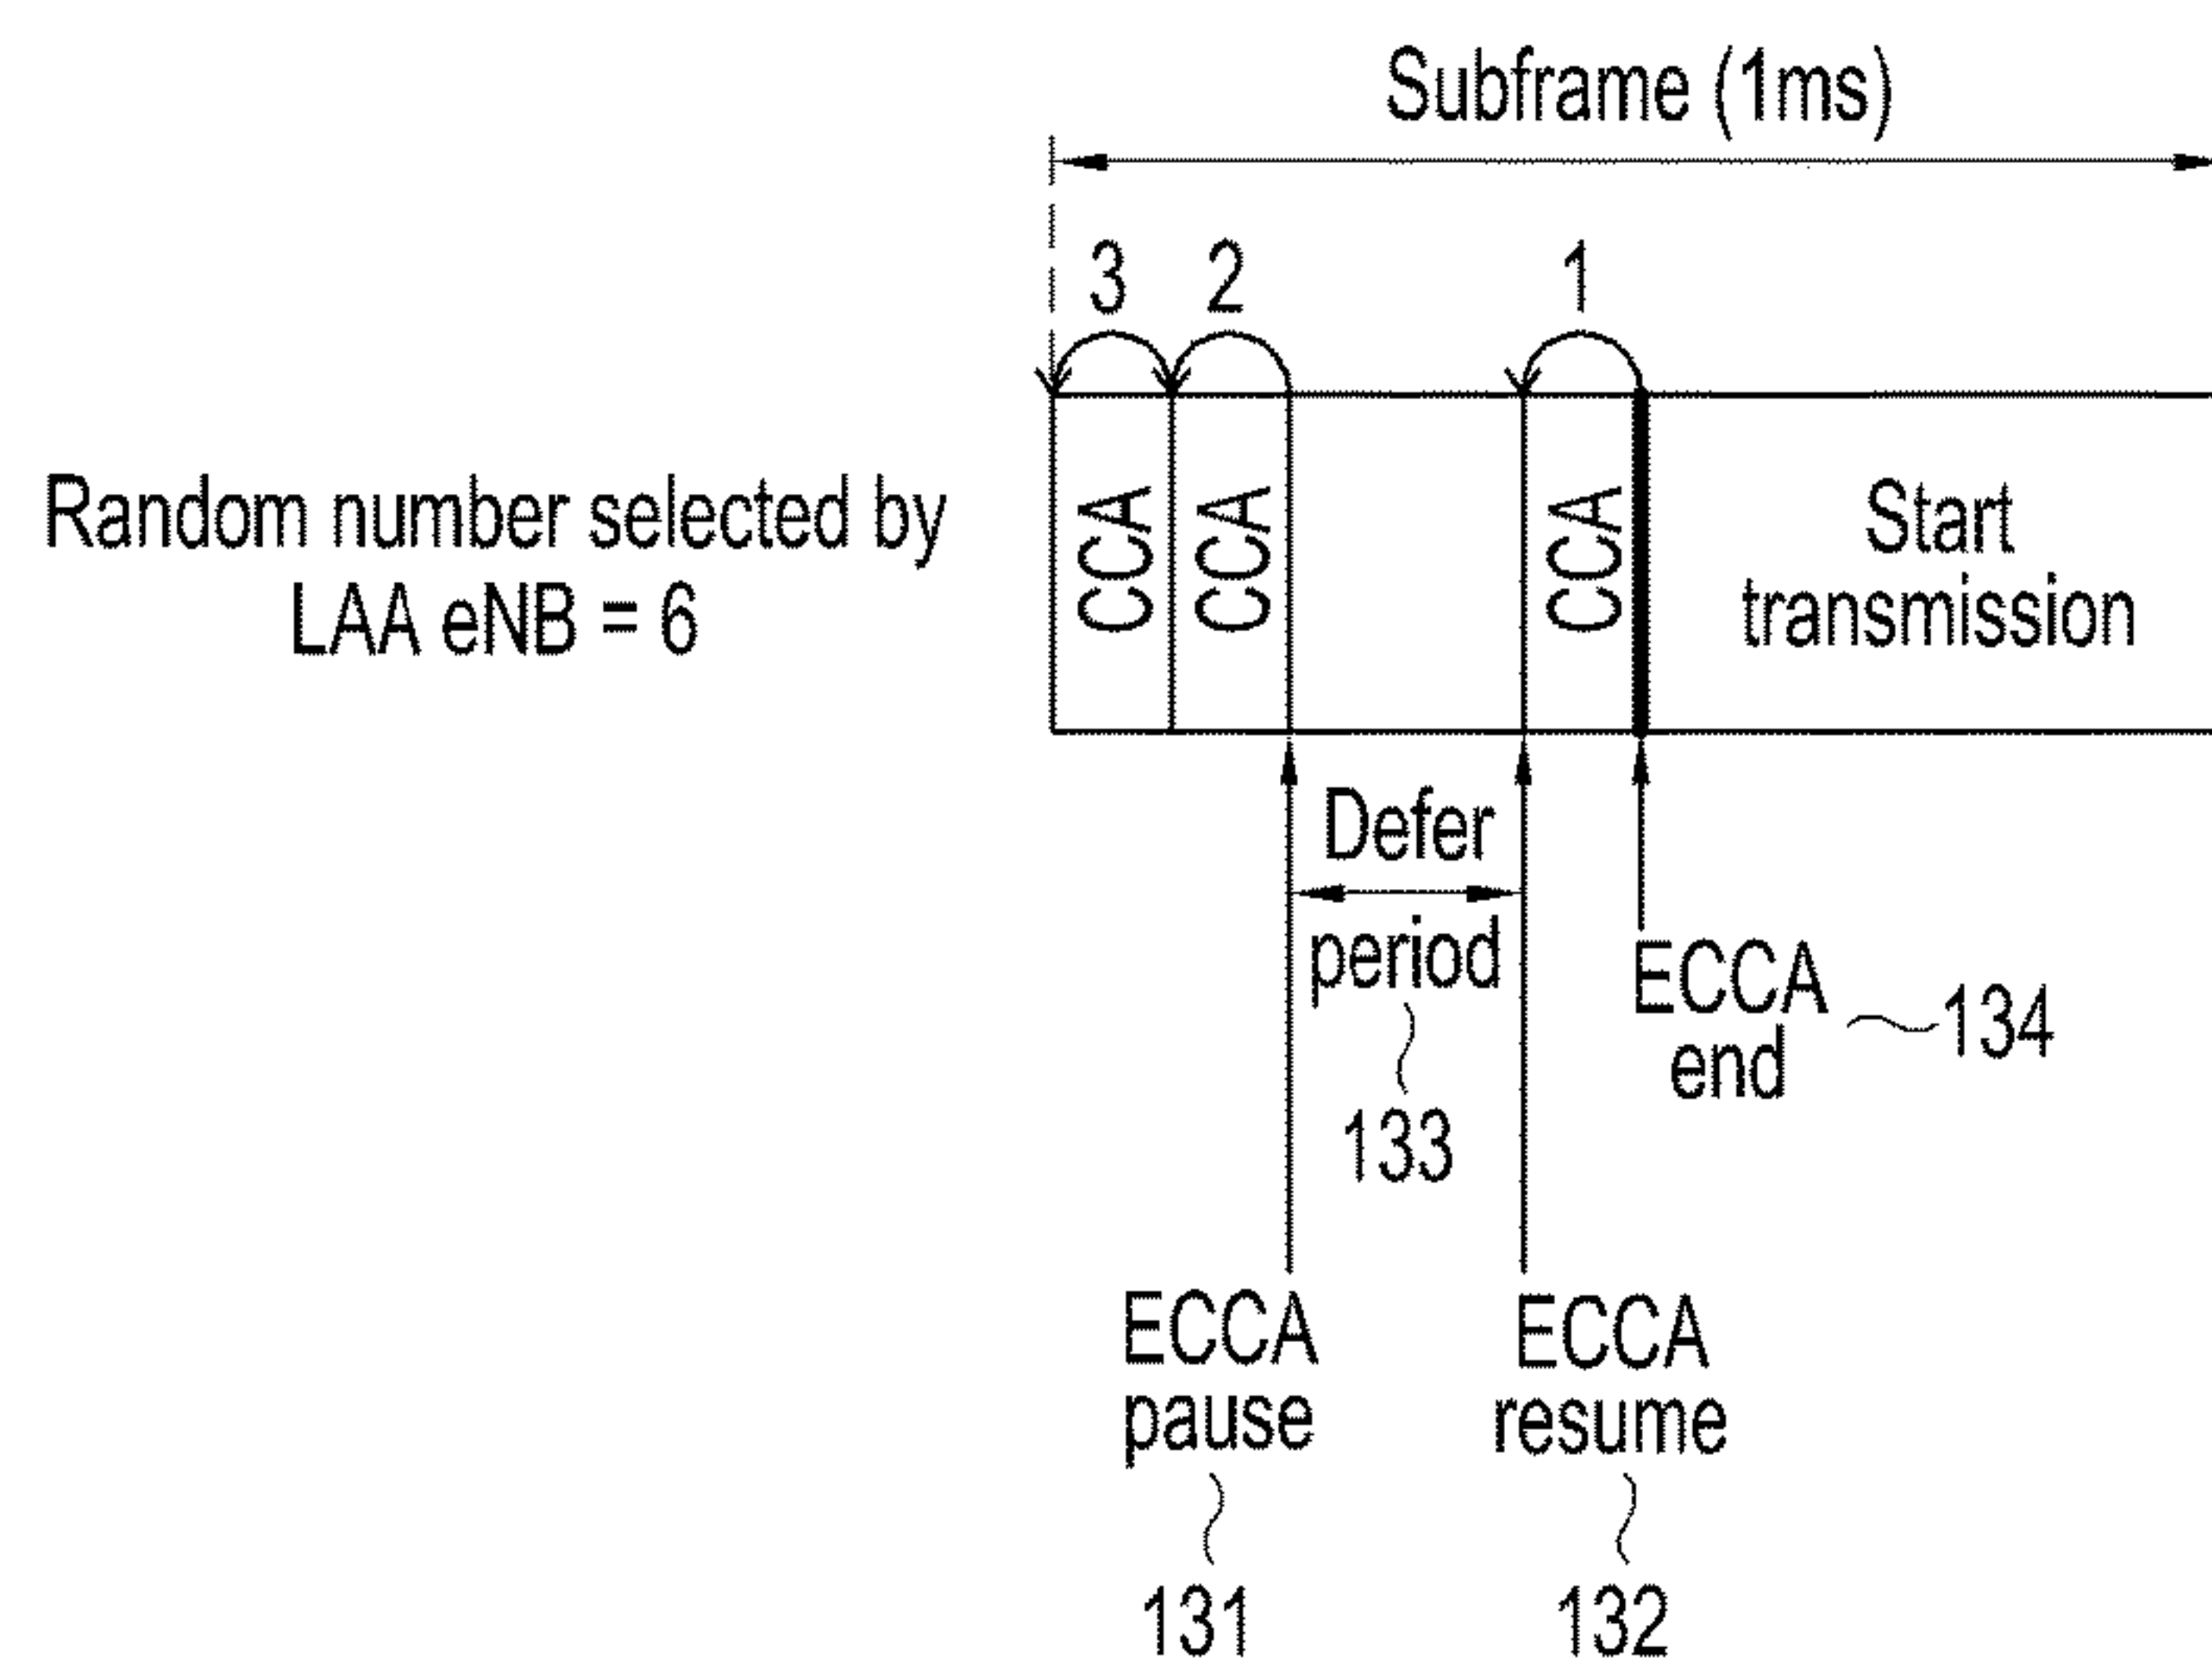 Subframe (1ms)
3 2 1
Random number selected by
LAA eNB = 6
CCA CCA CCA
Start
transmission
Defer
period
133
ECCA
end
134
ECCA
pause
131
ECCA
resume
132